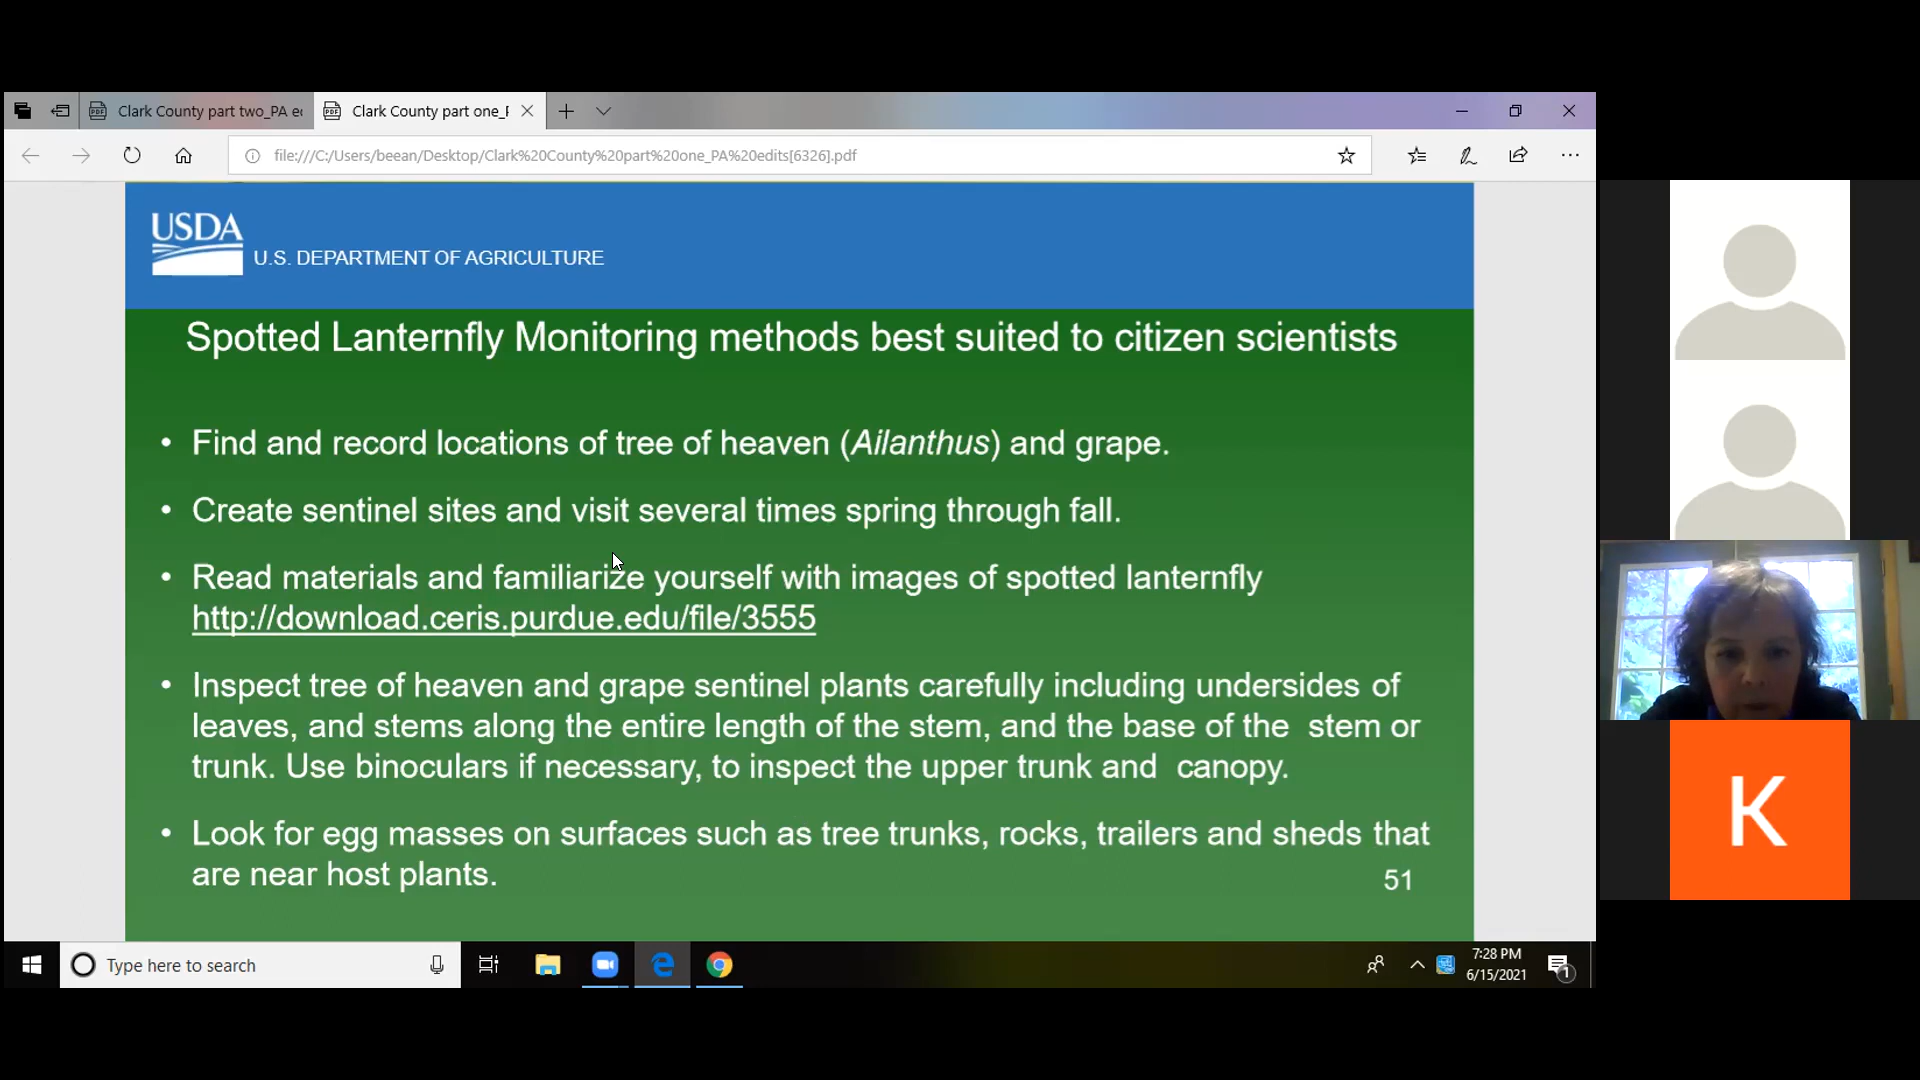 Clark County part two_PA ec
Clark County part one_F
file:///C:/Users/beean/Desktop/Clark%20County%20part%20one_PA%20edits[6326].pdf
USDA
U.S. DEPARTMENT OF AGRICULTURE
Spotted Lanternfly Monitoring methods best suited to citizen scientists
• Find and record locations of tree of heaven (Ailanthus) and grape.
• Create sentinel sites and visit several times spring through fall.
• Read materials and familiarize yourself with images of spotted lanternfly
http://download.ceris.purdue.edu/file/3555
• Inspect tree of heaven and grape sentinel plants carefully including undersides of
leaves, and stems along the entire length of the stem, and the base of the stem or
trunk. Use binoculars if necessary, to inspect the upper trunk and canopy.
• Look for egg masses on surfaces such as tree trunks, rocks, trailers and sheds that
are near host plants.
51
K
Type here to search
7:28 PM
6/15/2021
1